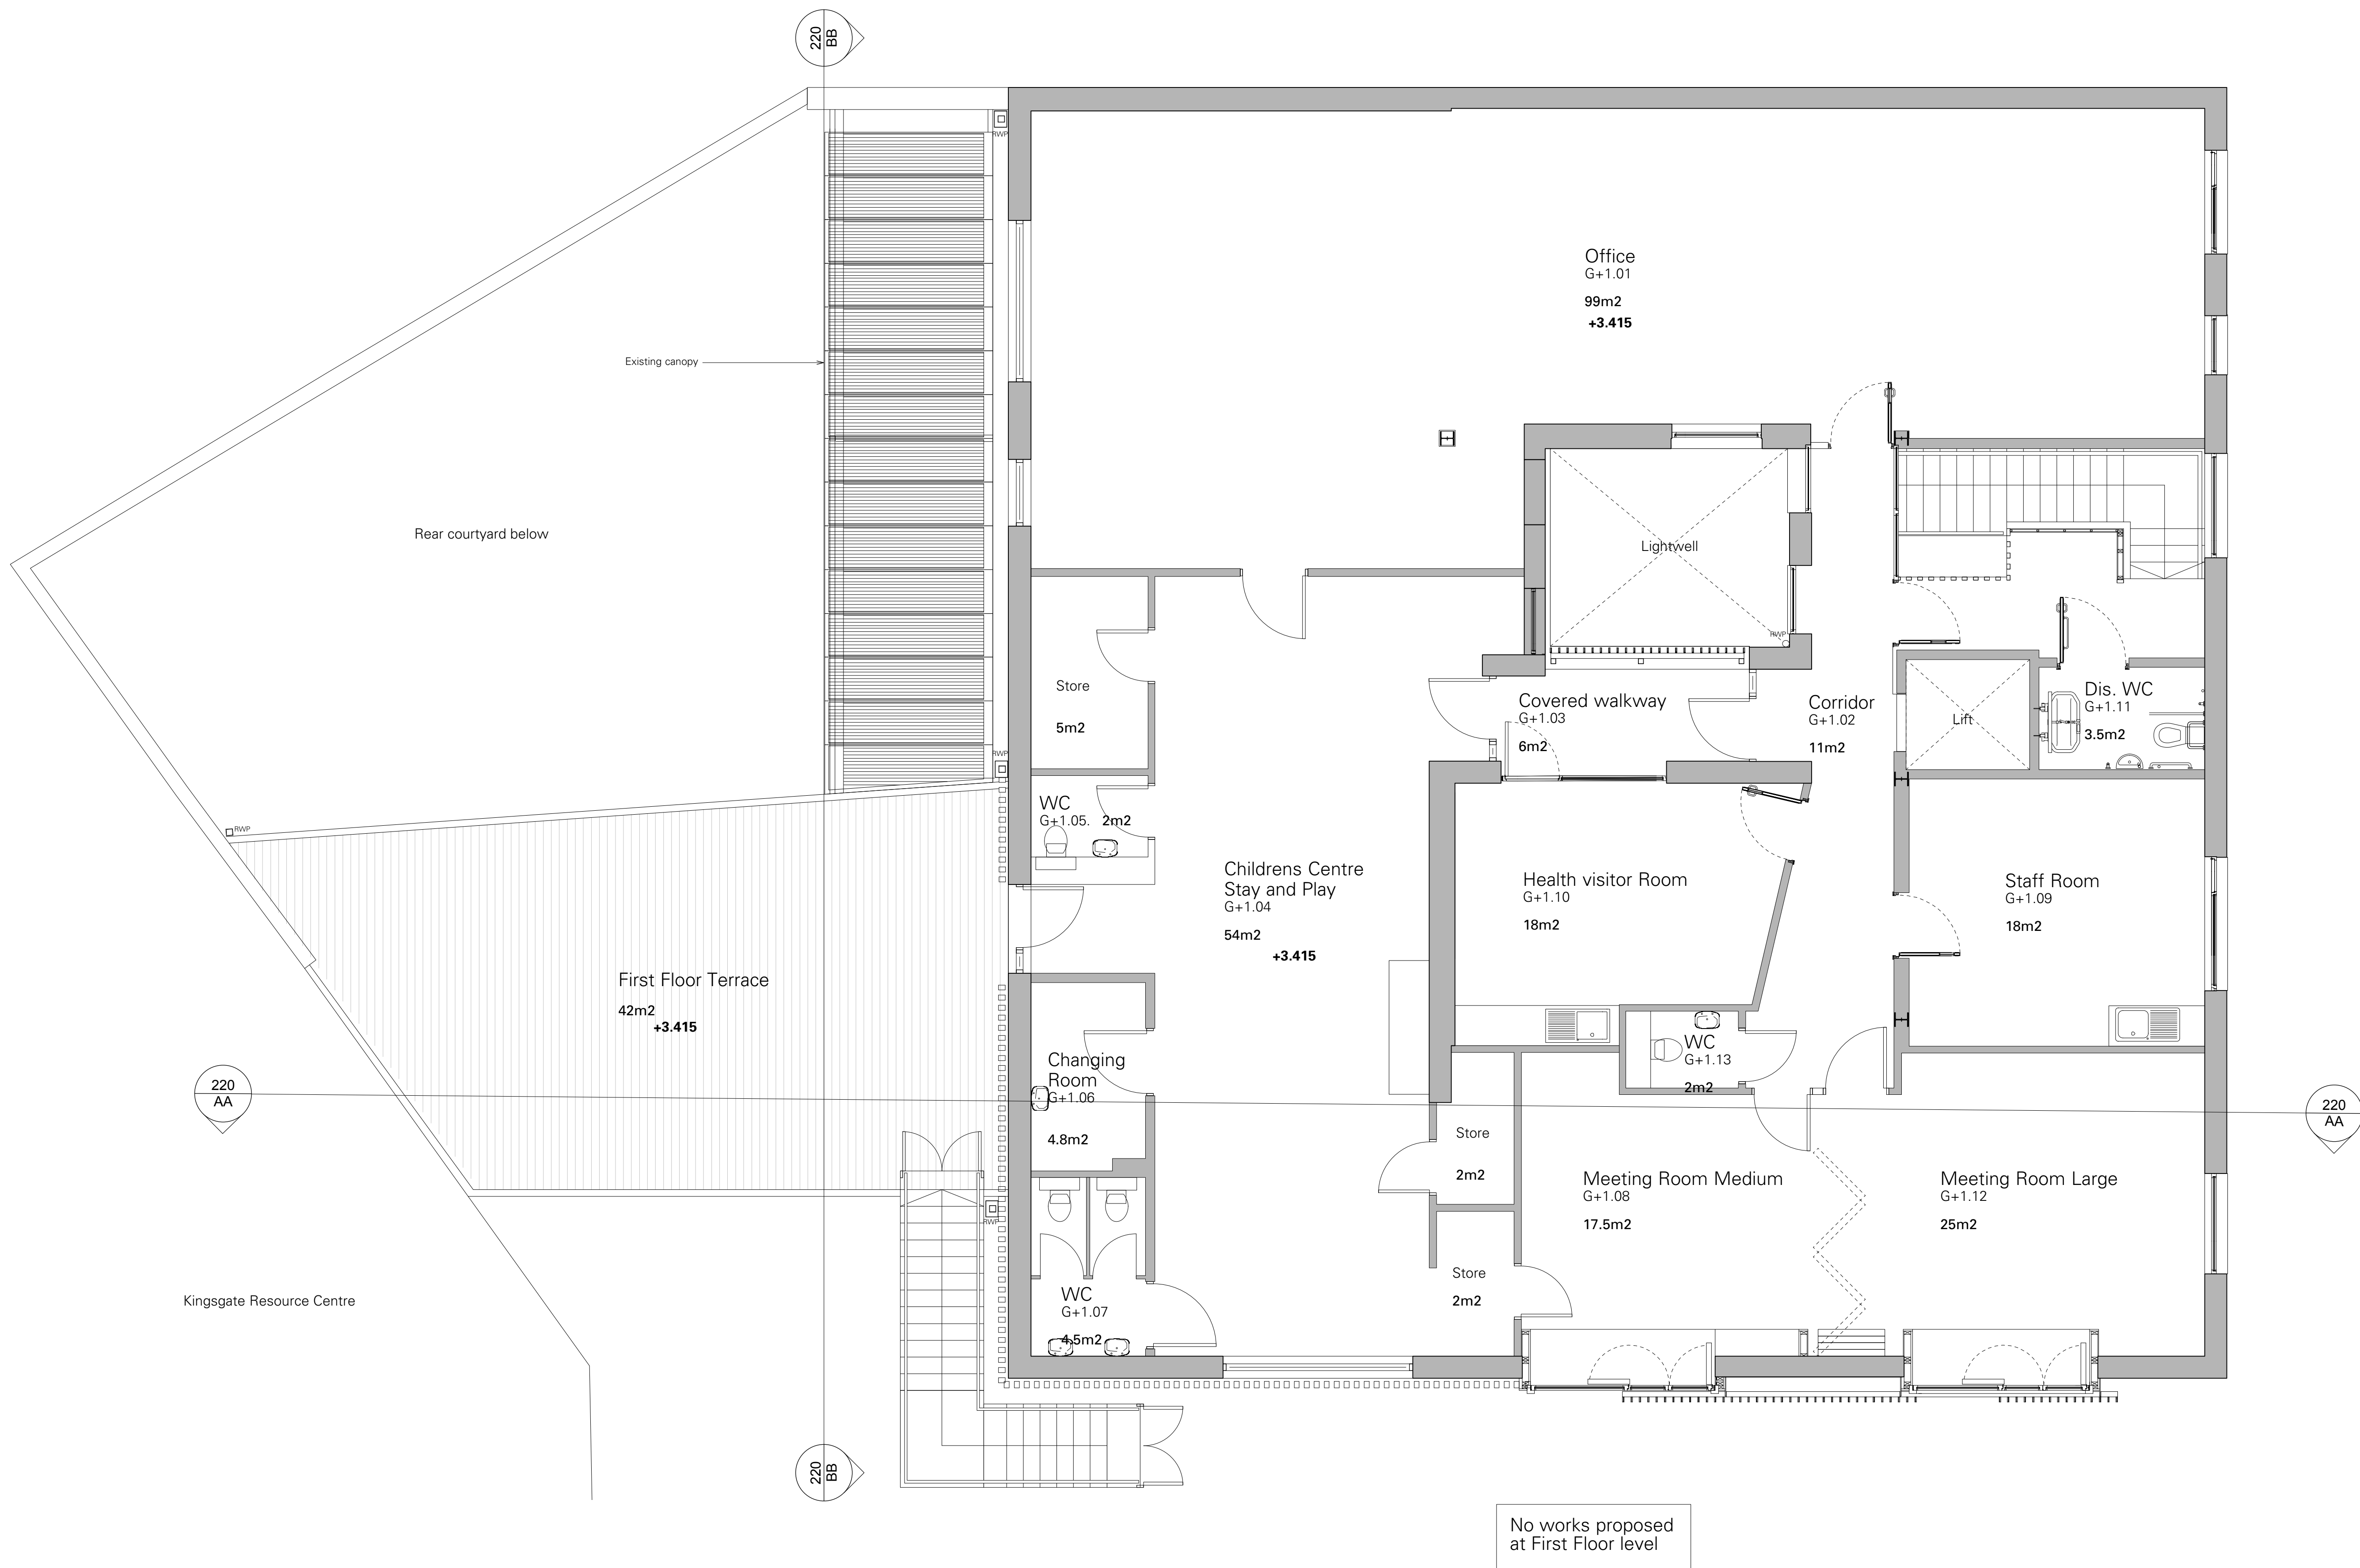 220
BB
RWP
Office
G+1.01
99m2
+3.415
Existing canopy
Rear courtyard below
Lightwell
RWP
Store
5m2
Covered walkway
G+1.03
6m2
Corridor
G+1.02
11m2
Lift
Dis. WC
G+1.11
3.5m2
RWP
WC
G+1.05. 2m2
RWP
Childrens Centre
Stay and Play
G+1.04
54m2
+3.415
Health visitor Room
G+1.10
18m2
Staff Room
G+1.09
18m2
First Floor Terrace
42m2
+3.415
WC
G+1.13
2m2
Changing
Room
G+1.06
4.8m2
220
AA
220
AA
Store
2m2
Meeting Room Medium
G+1.08
17.5m2
Meeting Room Large
G+1.12
25m2
RWP
Store
2m2
WC
G+1.07
4.5m2
Kingsgate Resource Centre
220
BB
No works proposed
at First Floor level